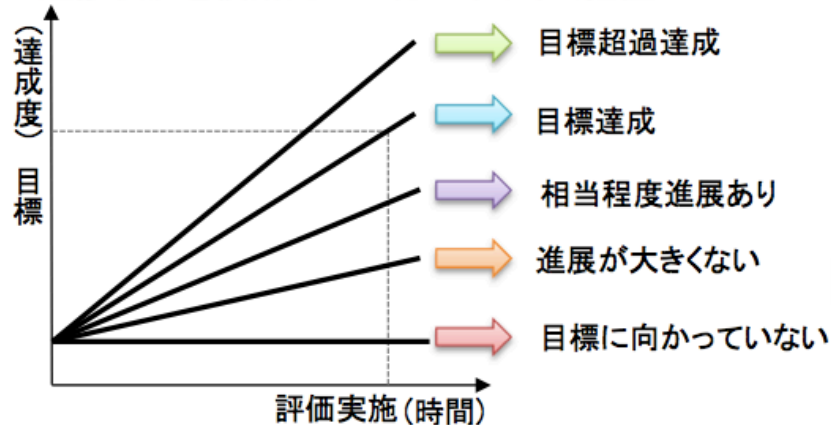 (達成度) 目標
目標超過達成
目標達成
相当程度進展あり
進展が大きくない
目標に向かっていない
評価実施(時間)